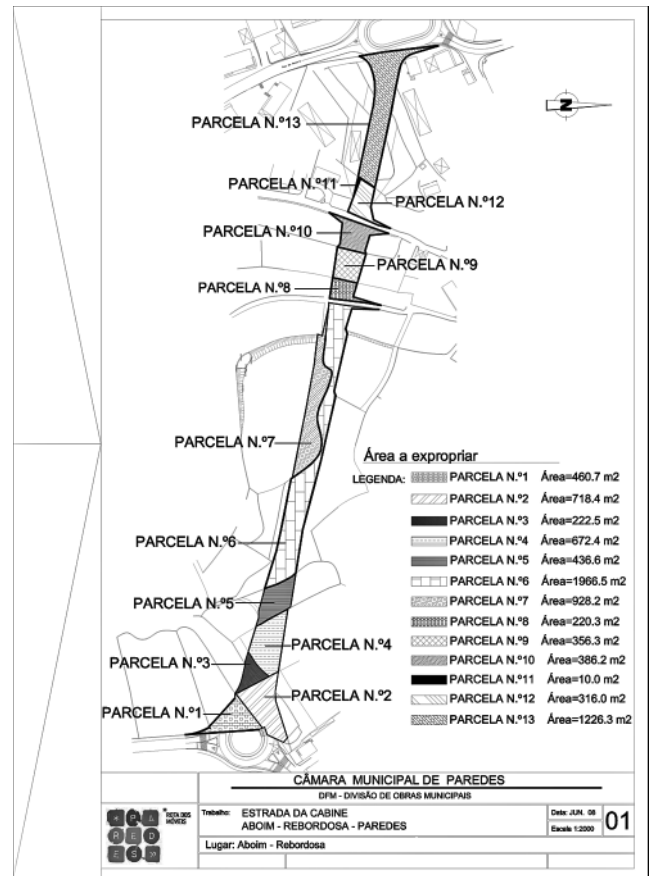 PARCELA N.º13
N
PARCELA N.º11
PARCELA N.º12
PARCELA N.º10
PARCELA N.º9
PARCELA N.º8
PARCELA N.º7
PARCELA N.º6
PARCELA N.º5
PARCELA N.º4
PARCELA N.º3
PARCELA N.º2
PARCELA N.º1
Área a expropriar
LEGENDA:
PARCELA N.º1 Área=460.7 m2
PARCELA N.º2 Área=718.4 m2
PARCELA N.º3 Área=222.5 m2
PARCELA N.º4 Área=672.4 m2
PARCELA N.º5 Área=436.6 m2
PARCELA N.º6 Área=1966.5 m2
PARCELA N.º7 Área=928.2 m2
PARCELA N.º8 Área=220.3 m2
PARCELA N.º9 Área=356.3 m2
PARCELA N.º10 Área=386.2 m2
PARCELA N.º11 Área=10.0 m2
PARCELA N.º12 Área=316.0 m2
PARCELA N.º13 Área=1226.3 m2
CÂMARA MUNICIPAL DE PAREDES
DFM - DIVISÃO DE OBRAS MUNICIPAIS
ROTA DOS
MÓVEIS
Trabalho: ESTRADA DA CABINE
ABOIM - REBORDOSA - PAREDES
Data: JUN. 08
Escala 1:2000
01
Lugar: Aboim - Rebordosa